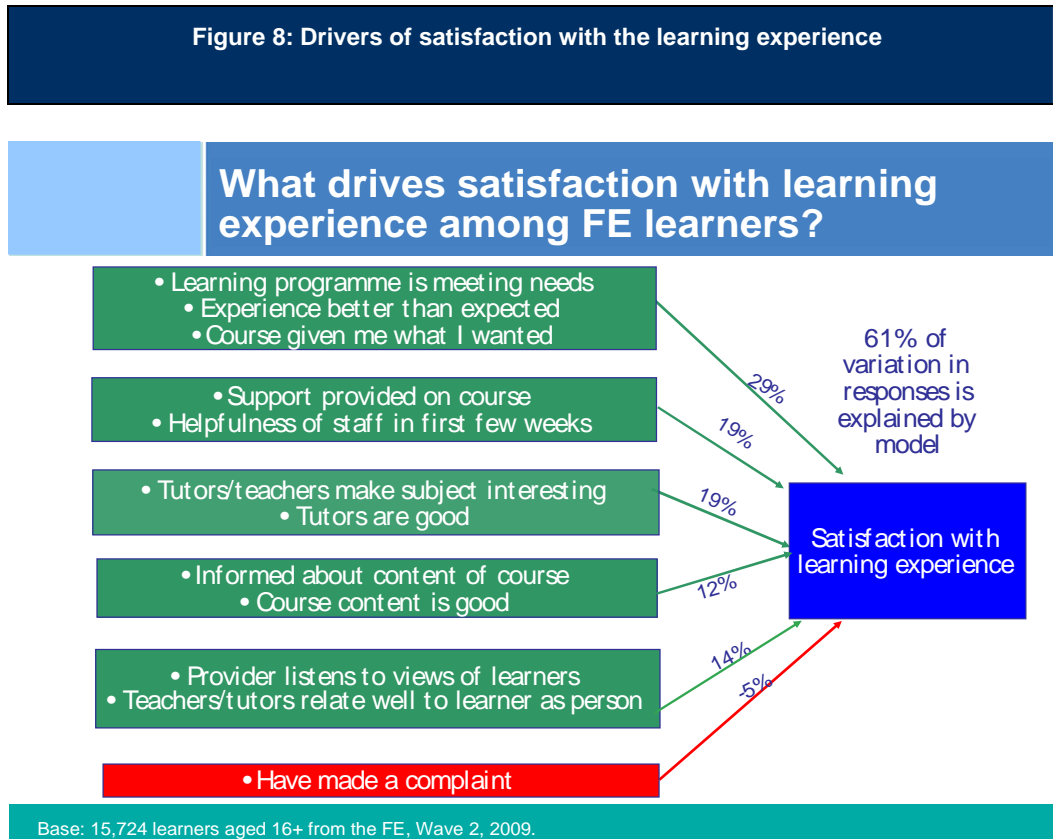 Figure 8: Drivers of satisfaction with the learning experience
What drives satisfaction with learning
experience among FE learners?
• Learning programme is meeting needs
• Experience better than expected
• Course given me what I wanted
29%
61% of
variation in
responses is
explained by
model
• Support provided on course
• Helpfulness of staff in first few weeks
19%
• Tutors/teachers make subject interesting
• Tutors are good
19%
Satisfaction with
learning experience
• Informed about content of course
• Course content is good
12%
• Provider listens to views of learners
• Teachers/tutors relate well to learner as person
14%
-5%
• Have made a complaint
Base: 15,724 learners aged 16+ from the FE, Wave 2, 2009.